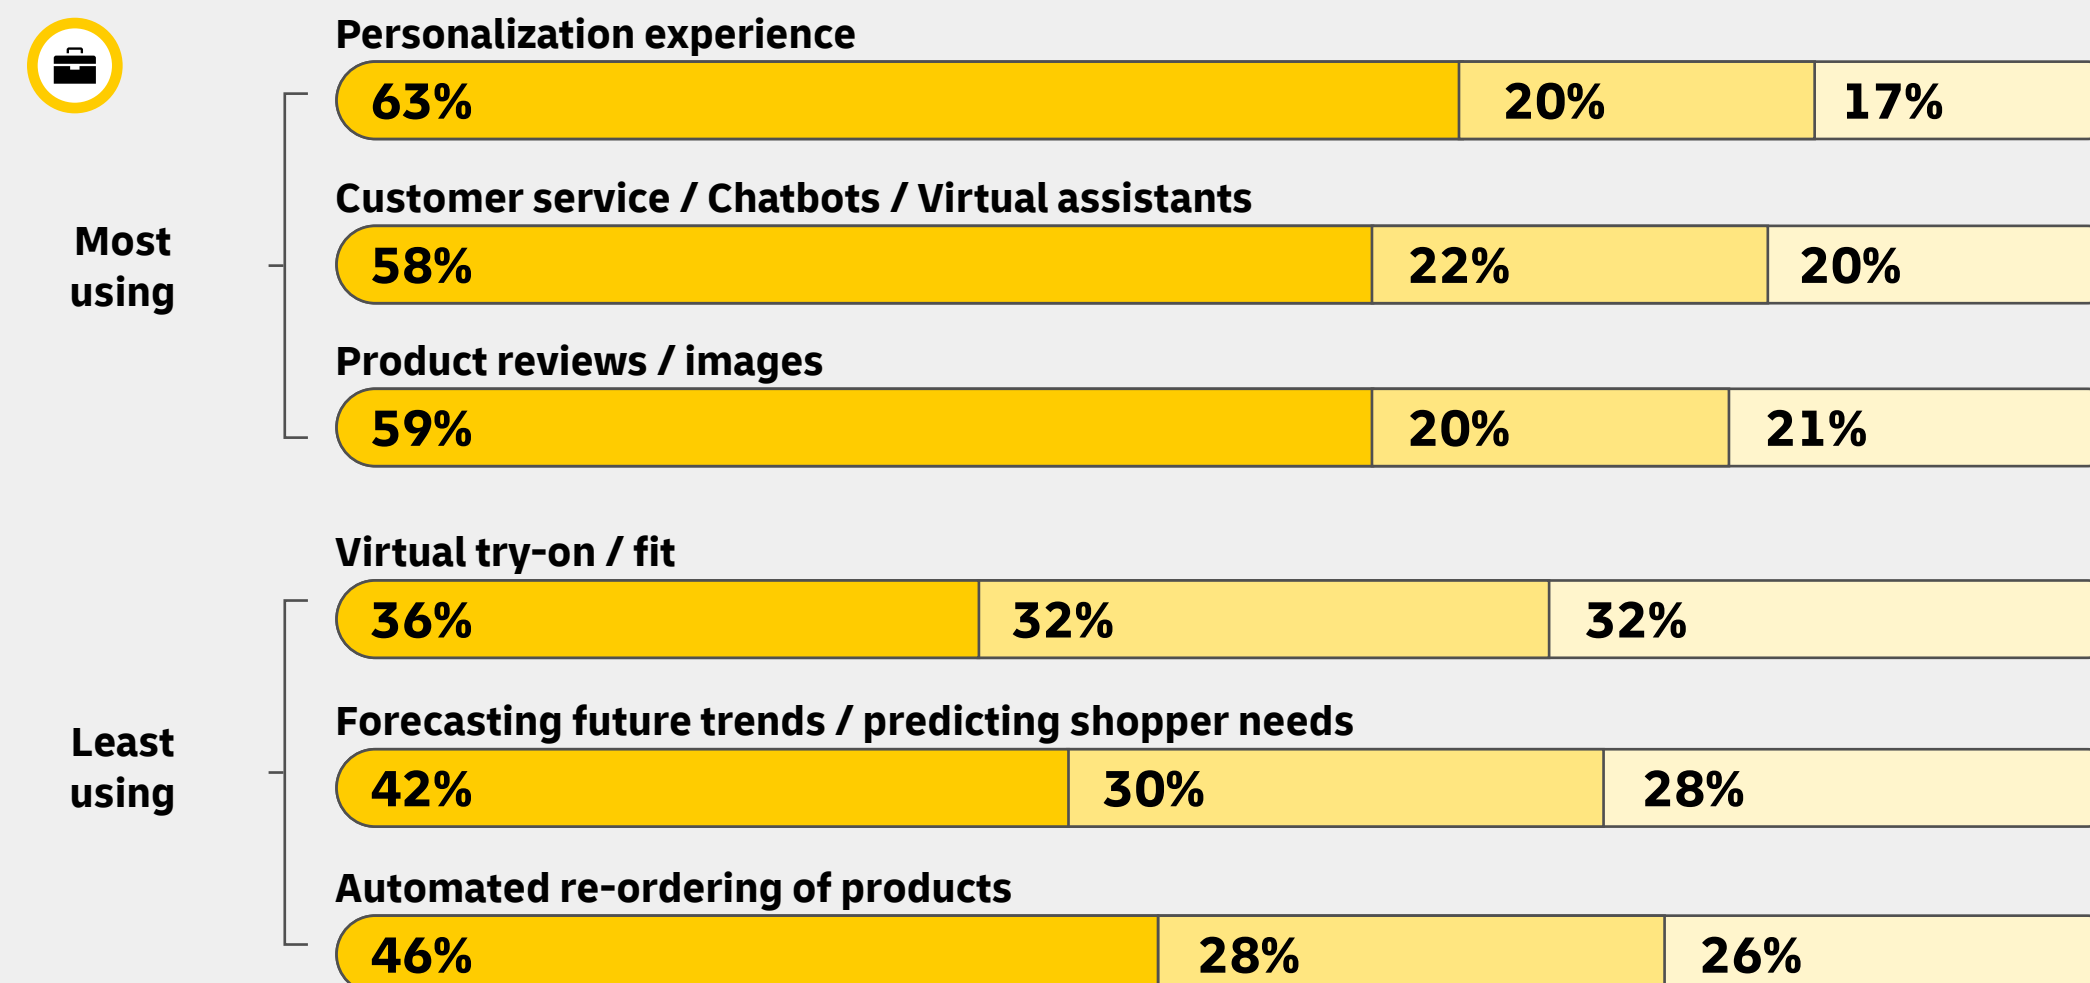 Personalization experience
63% 20% 17%
Customer service / Chatbots / Virtual assistants
58% 22% 20%
Most
using
Product reviews / images
59% 20% 21%
Virtual try-on / fit
36% 32% 32%
Forecasting future trends / predicting shopper needs
42% 30% 28%
Least
using
Automated re-ordering of products
46% 28% 26%